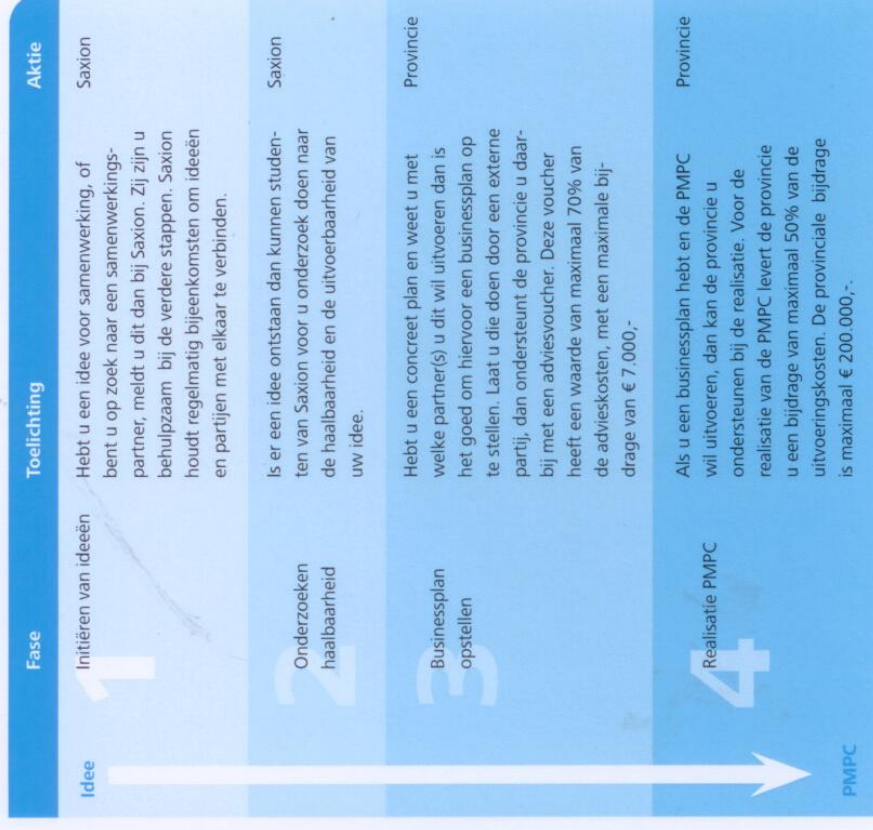 Fase Toelichting Aktie
Idee
1
Initiëren van ideeën
Hebt u een idee voor samenwerking, of
bent u op zoek naar een samenwerkings-
partner, meldt u dit dan bij Saxion. Zij zijn u
behulpzaam bij de verdere stappen. Saxion
houdt regelmatig bijeenkomsten om ideeën
en partijen met elkaar te verbinden.
Saxion
2
Onderzoeken
haalbaarheid
Is er een idee ontstaan dan kunnen studen-
ten van Saxion voor u onderzoek doen naar
de haalbaarheid en de uitvoerbaarheid van
uw idee.
Saxion
3
Businessplan
opstellen
Hebt u een concreet plan en weet u met
welke partner(s) u dit wil uitvoeren dan is
het goed om hiervoor een businessplan op
te stellen. Laat u die doen door een externe
partij, dan ondersteunt de provincie u daar-
bij met een adviesvoucher. Deze voucher
heeft een waarde van maximaal 70% van
de advieskosten, met een maximale bij-
drage van € 7.000,-
Provincie
4
Realisatie PMPC
Als u een businessplan hebt en de PMPC
wil uitvoeren, dan kan de provincie u
ondersteunen bij de realisatie. Voor de
realisatie van de PMPC levert de provincie
u een bijdrage van maximaal 50% van de
uitvoeringskosten. De provinciale bijdrage
is maximaal € 200.000,-.
Provincie
PMPC